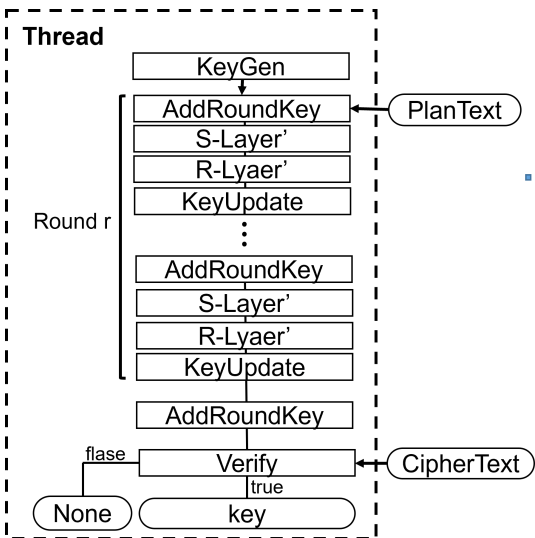 Thread
KeyGen
AddRoundKey
PlanText
S-Layer’
R-Lyaer’
KeyUpdate
Round r
AddRoundKey
S-Layer’
R-Lyaer’
KeyUpdate
AddRoundKey
flase
Verify
CipherText
true
None
key